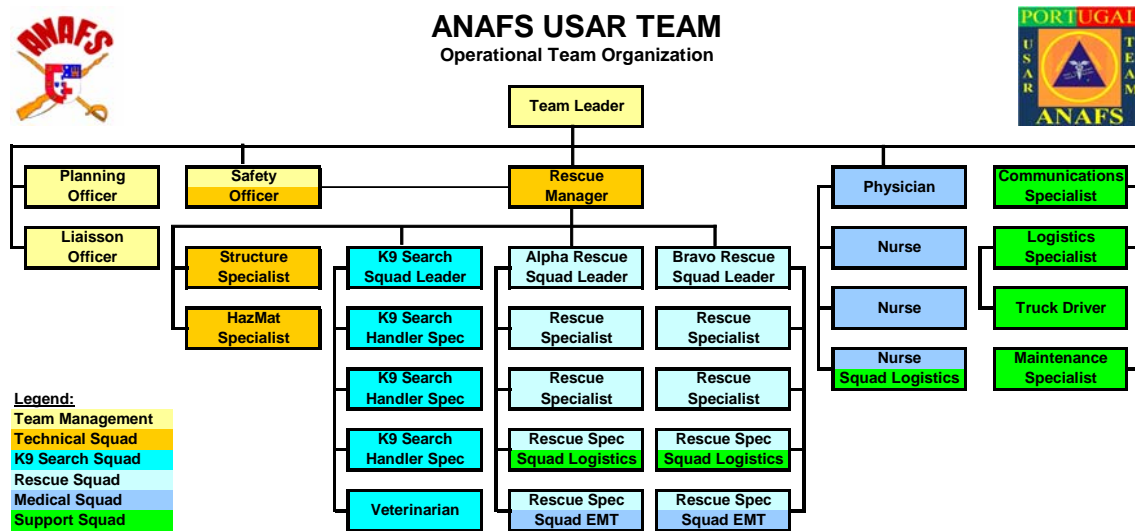 ANAFS USAR TEAM
Operational Team Organization
ANAFS
PORTUGAL
USAR
TEAM
ANAFS
Team Leader
Planning
Officer
Safety
Officer
Rescue
Manager
Physician
Communications
Specialist
Liaisson
Officer
Structure
Specialist
K9 Search
Squad Leader
Alpha Rescue
Squad Leader
Bravo Rescue
Squad Leader
Nurse
Logistics
Specialist
HazMat
Specialist
K9 Search
Handler Spec
Rescue
Specialist
Rescue
Specialist
Nurse
Truck Driver
K9 Search
Handler Spec
Rescue
Specialist
Rescue
Specialist
Nurse
Squad Logistics
Maintenance
Specialist
K9 Search
Handler Spec
Rescue Spec
Squad Logistics
Rescue Spec
Squad Logistics
Veterinarian
Rescue Spec
Squad EMT
Rescue Spec
Squad EMT
Legend:
Team Management
Technical Squad
K9 Search Squad
Rescue Squad
Medical Squad
Support Squad